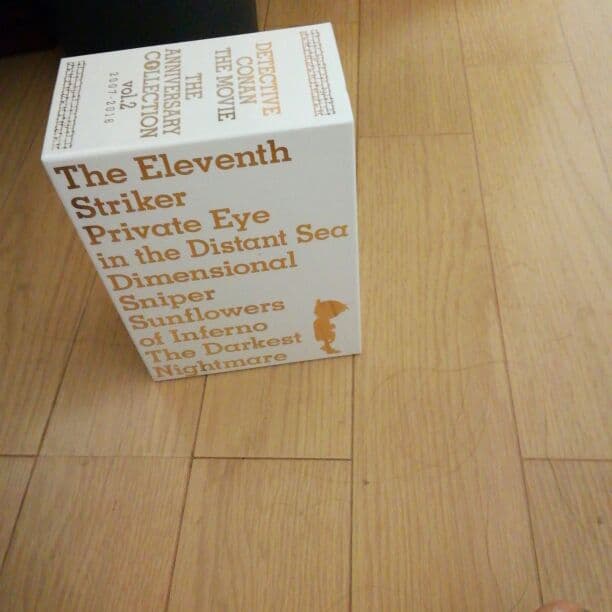 DETECTIVE
CONAN
THE MOVIE
THE
ANNIVERSARY
COLLECTION
vol.2
2007-2016
The Eleventh
Striker
Private Eye
in the Distant Sea
Dimensional
Sniper
Sunflowers
of Inferno
The Darkest
Nightmare